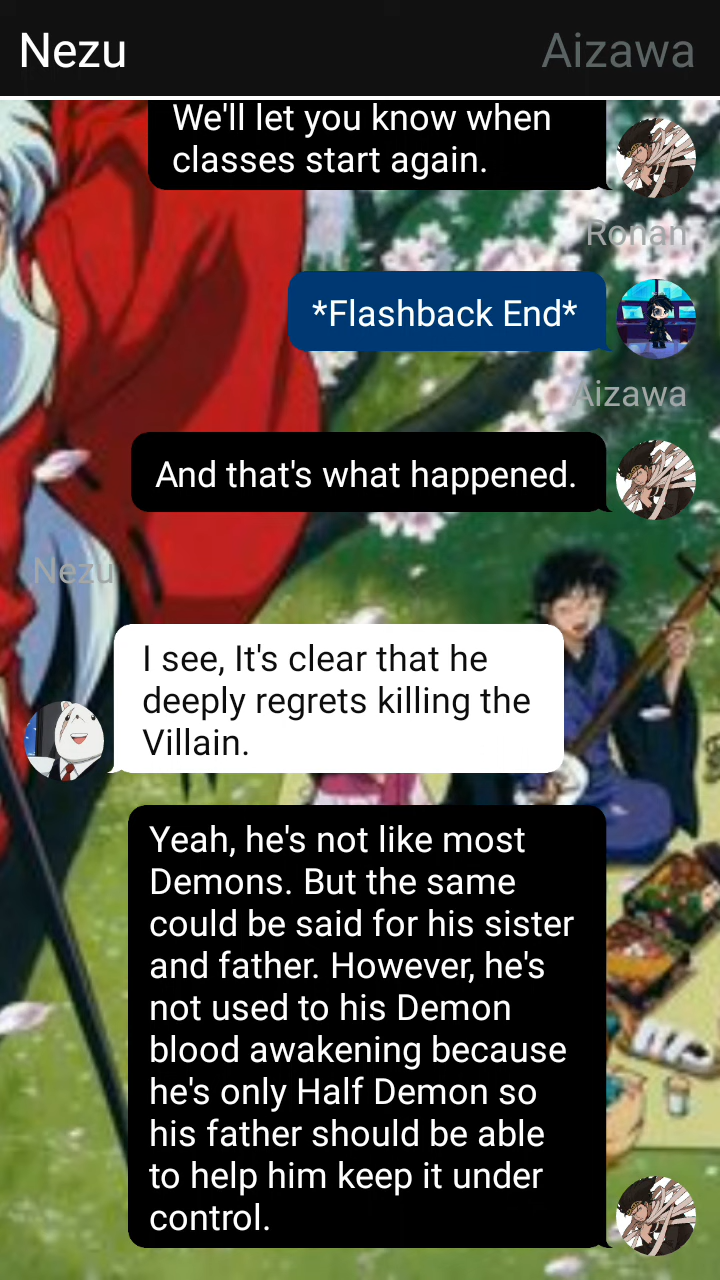 Nezu
Aizawa
We'll let you know when
classes start again.
Ronan
*Flashback End*
Aizawa
And that's what happened.
Nezu
I see, It's clear that he
deeply regrets killing the
Villain.
Yeah, he's not like most
Demons. But the same
could be said for his sister
and father. However, he's
not used to his Demon
blood awakening because
he's only Half Demon so
his father should be able
to help him keep it under
control.